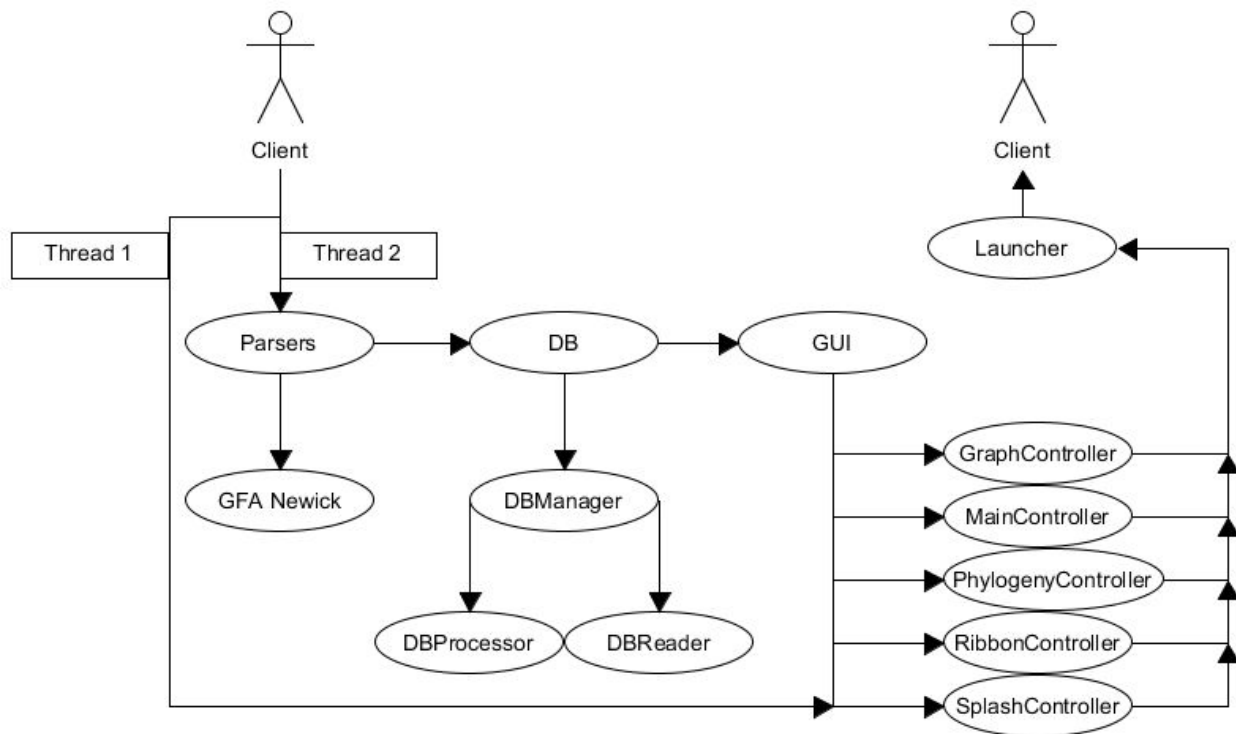 Client
Client
Thread 1
Thread 2
Launcher
Parsers
DB
GUI
GraphController
GFA Newick
DBManager
MainController
PhylogenyController
DBProcessor
DBReader
RibbonController
SplashController